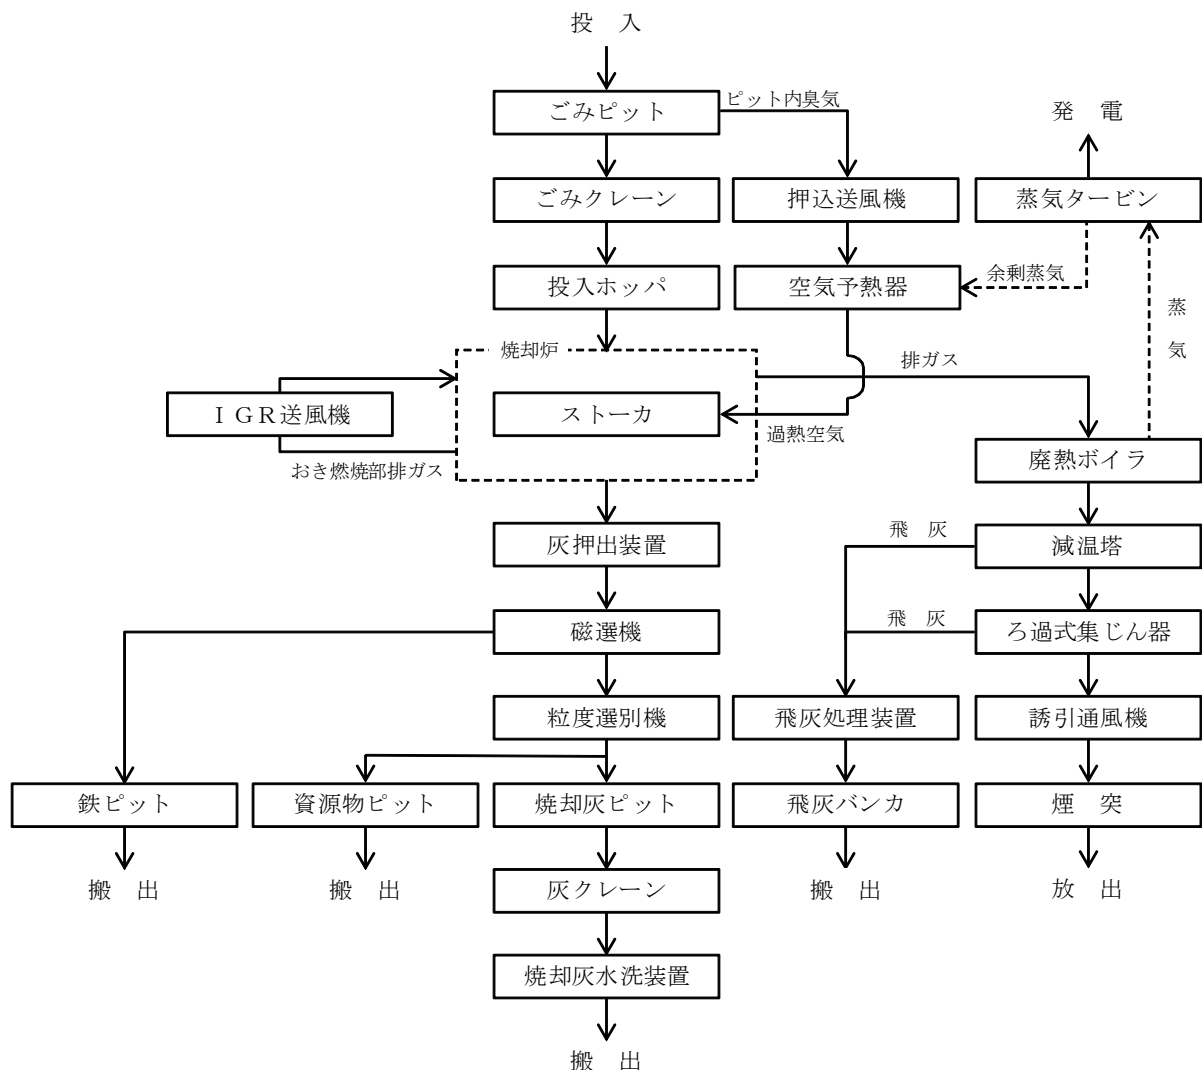 投 入
ごみピット
ピット内臭気
発 電
ごみクレーン
押込送風機
蒸気タービン
投入ホッパ
空気予熱器
余剰蒸気
蒸気
焼却炉
排ガス
IGR送風機
ストーカ
過熱空気
おき燃焼部排ガス
廃熱ボイラ
灰押出装置
飛 灰
減温塔
磁選機
飛 灰
ろ過式集じん器
粒度選別機
飛灰処理装置
誘引通風機
鉄ピット
資源物ピット
焼却灰ピット
飛灰バンカ
煙 突
搬 出
搬 出
灰クレーン
搬 出
放 出
焼却灰水洗装置
搬 出